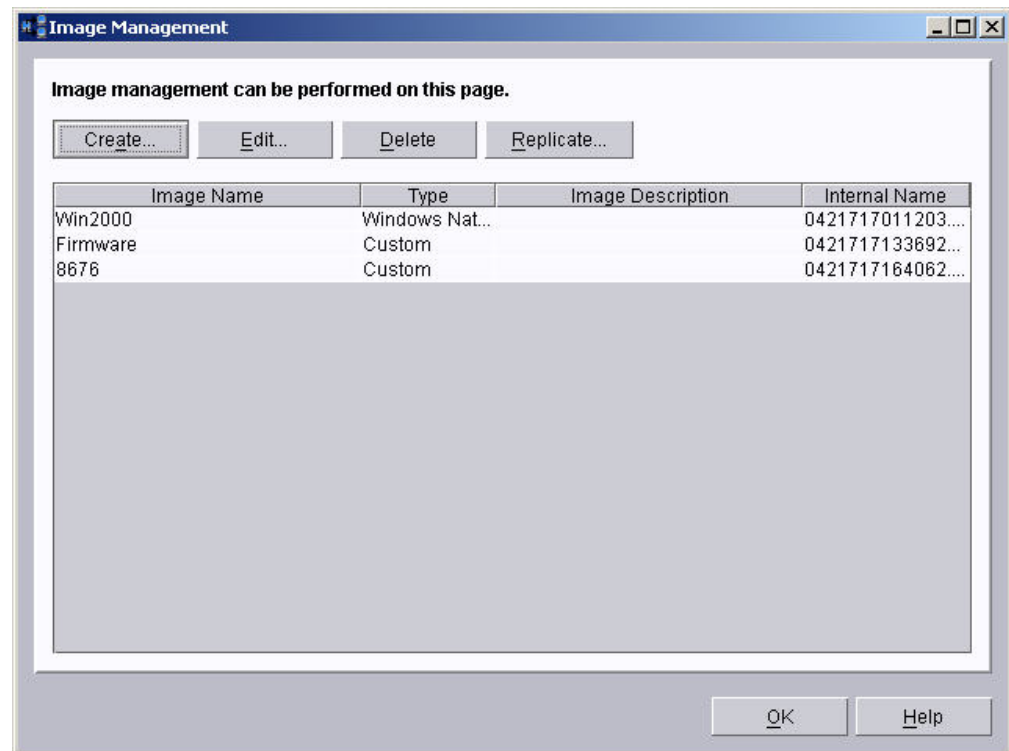 Image Management
Image management can be performed on this page.
Create... Edit... Delete Replicate...
Image Name Type Image Description Internal Name
Win2000 Windows Nat... 0421717011203....
Firmware Custom 0421717133692...
8676 Custom 0421717164062....
OK Help